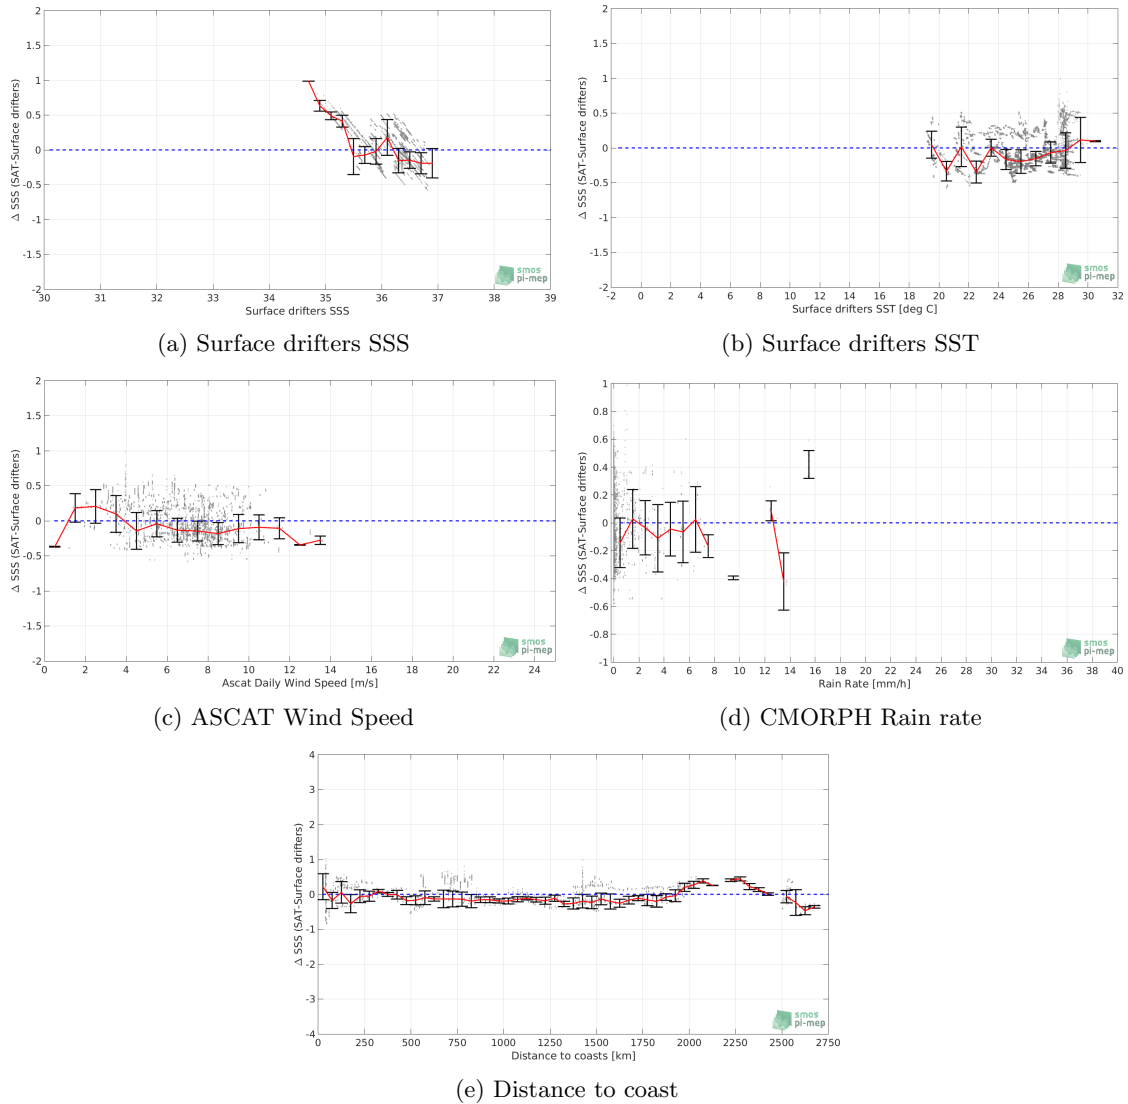 2
1.5
1
0.5
0
-0.5
-1
-1.5
-2
Δ SSS (SAT-Surface drifters)
30 31 32 33 34 35 36 37 38 39
Surface drifters SSS
smos
pi-mep
(a) Surface drifters SSS
2
1.5
1
0.5
0
-0.5
-1
-1.5
-2
Δ SSS (SAT-Surface drifters)
-2 0 2 4 6 8 10 12 14 16 18 20 22 24 26 28 30 32
Surface drifters SST [deg C]
smos
pi-mep
(b) Surface drifters SST
2
1.5
1
0.5
0
-0.5
-1
-1.5
-2
Δ SSS (SAT-Surface drifters)
0 2 4 6 8 10 12 14 16 18 20 22 24
Ascat Daily Wind Speed [m/s]
smos
pi-mep
(c) ASCAT Wind Speed
1
0.8
0.6
0.4
0.2
0
-0.2
-0.4
-0.6
-0.8
-1
Δ SSS (SAT-Surface drifters)
0 2 4 6 8 10 12 14 16 18 20 22 24 26 28 30 32 34 36 38 40
Rain Rate [mm/h]
smos
pi-mep
(d) CMORPH Rain rate
4
3
2
1
0
-1
-2
-3
-4
Δ SSS (SAT-Surface drifters)
0 250 500 750 1000 1250 1500 1750 2000 2250 2500 2750
Distance to coasts [km]
smos
pi-mep
(e) Distance to coast